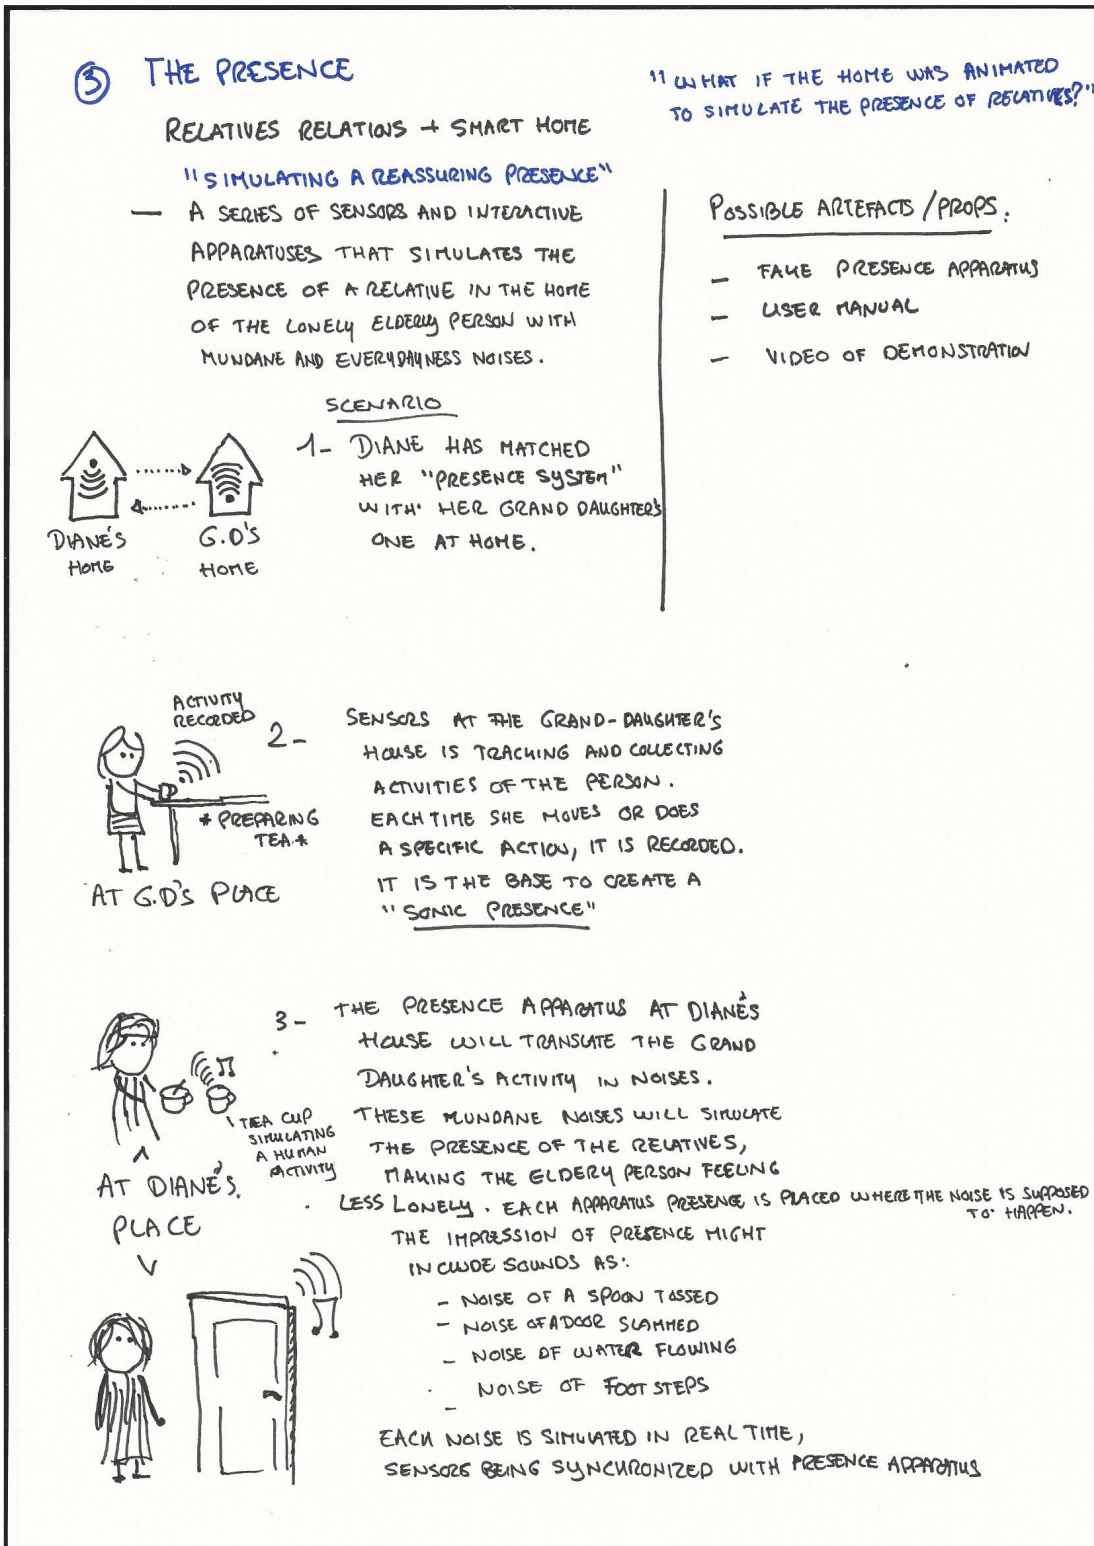 3 THE PRESENCE
"WHAT IF THE HOME WAS ANIMATED
TO SIMULATE THE PRESENCE OF RELATIVES?"
RELATIVES RELATIONS + SMART HOME
"SIMULATING A REASSURING PRESENCE"
— A SERIES OF SENSORS AND INTERACTIVE
APPARATUSES THAT SIMULATES THE
PRESENCE OF A RELATIVE IN THE HOME
OF THE LONELY ELDERLY PERSON WITH
MUNDANE AND EVERYDAYNESS NOISES.
POSSIBLE ARTEFACTS/PROPS.
- FAKE PRESENCE APPARATUS
- USER MANUAL
- VIDEO OF DEMONSTRATION
SCENARIO
1- DIANE HAS MATCHED
HER "PRESENCE SYSTEM"
WITH HER GRAND DAUGHTER'S
ONE AT HOME.
DIANE'S
HOME
G.D'S
HOME
ACTIVITY
RECORDED
* PREPARING
TEA *
AT G.D'S PLACE
2- SENSORS AT THE GRAND-DAUGHTER'S
HOUSE IS TRACKING AND COLLECTING
ACTIVITIES OF THE PERSON.
EACH TIME SHE MOVES OR DOES
A SPECIFIC ACTION, IT IS RECORDED.
IT IS THE BASE TO CREATE A
"SONIC PRESENCE"
3- THE PRESENCE APPARATUS AT DIANE'S
HOUSE WILL TRANSLATE THE GRAND
DAUGHTER'S ACTIVITY IN NOISES.
THESE MUNDANE NOISES WILL SIMULATE
THE PRESENCE OF THE RELATIVES,
MAKING THE ELDERY PERSON FEELING
LESS LONELY. EACH APPARATUS PRESENCE IS PLACED WHERE THE NOISE IS SUPPOSED
TO HAPPEN.
TEA CUP
SIMULATING
A HUMAN
ACTIVITY
AT DIANE'S
PLACE
THE IMPRESSION OF PRESENCE MIGHT
INCLUDE SOUNDS AS:
- NOISE OF A SPOON TOSSED
- NOISE OF A DOOR SLAMMED
- NOISE OF WATER FLOWING
- NOISE OF FOOT STEPS
EACH NOISE IS SIMULATED IN REAL TIME,
SENSORS BEING SYNCHRONIZED WITH PRESENCE APPARATUS